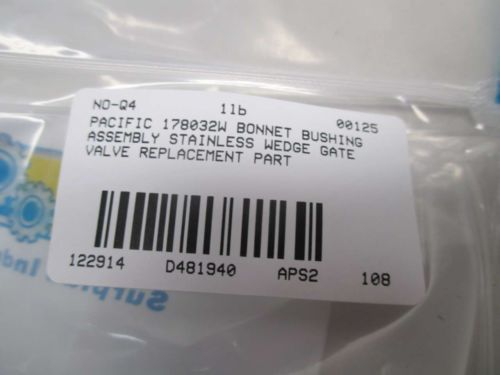 NO-Q4 1lb 00125
PACIFIC 178032W BONNET BUSHING
ASSEMBLY STAINLESS WEDGE GATE
VALVE REPLACEMENT PART
122914 D481940 APS2 108